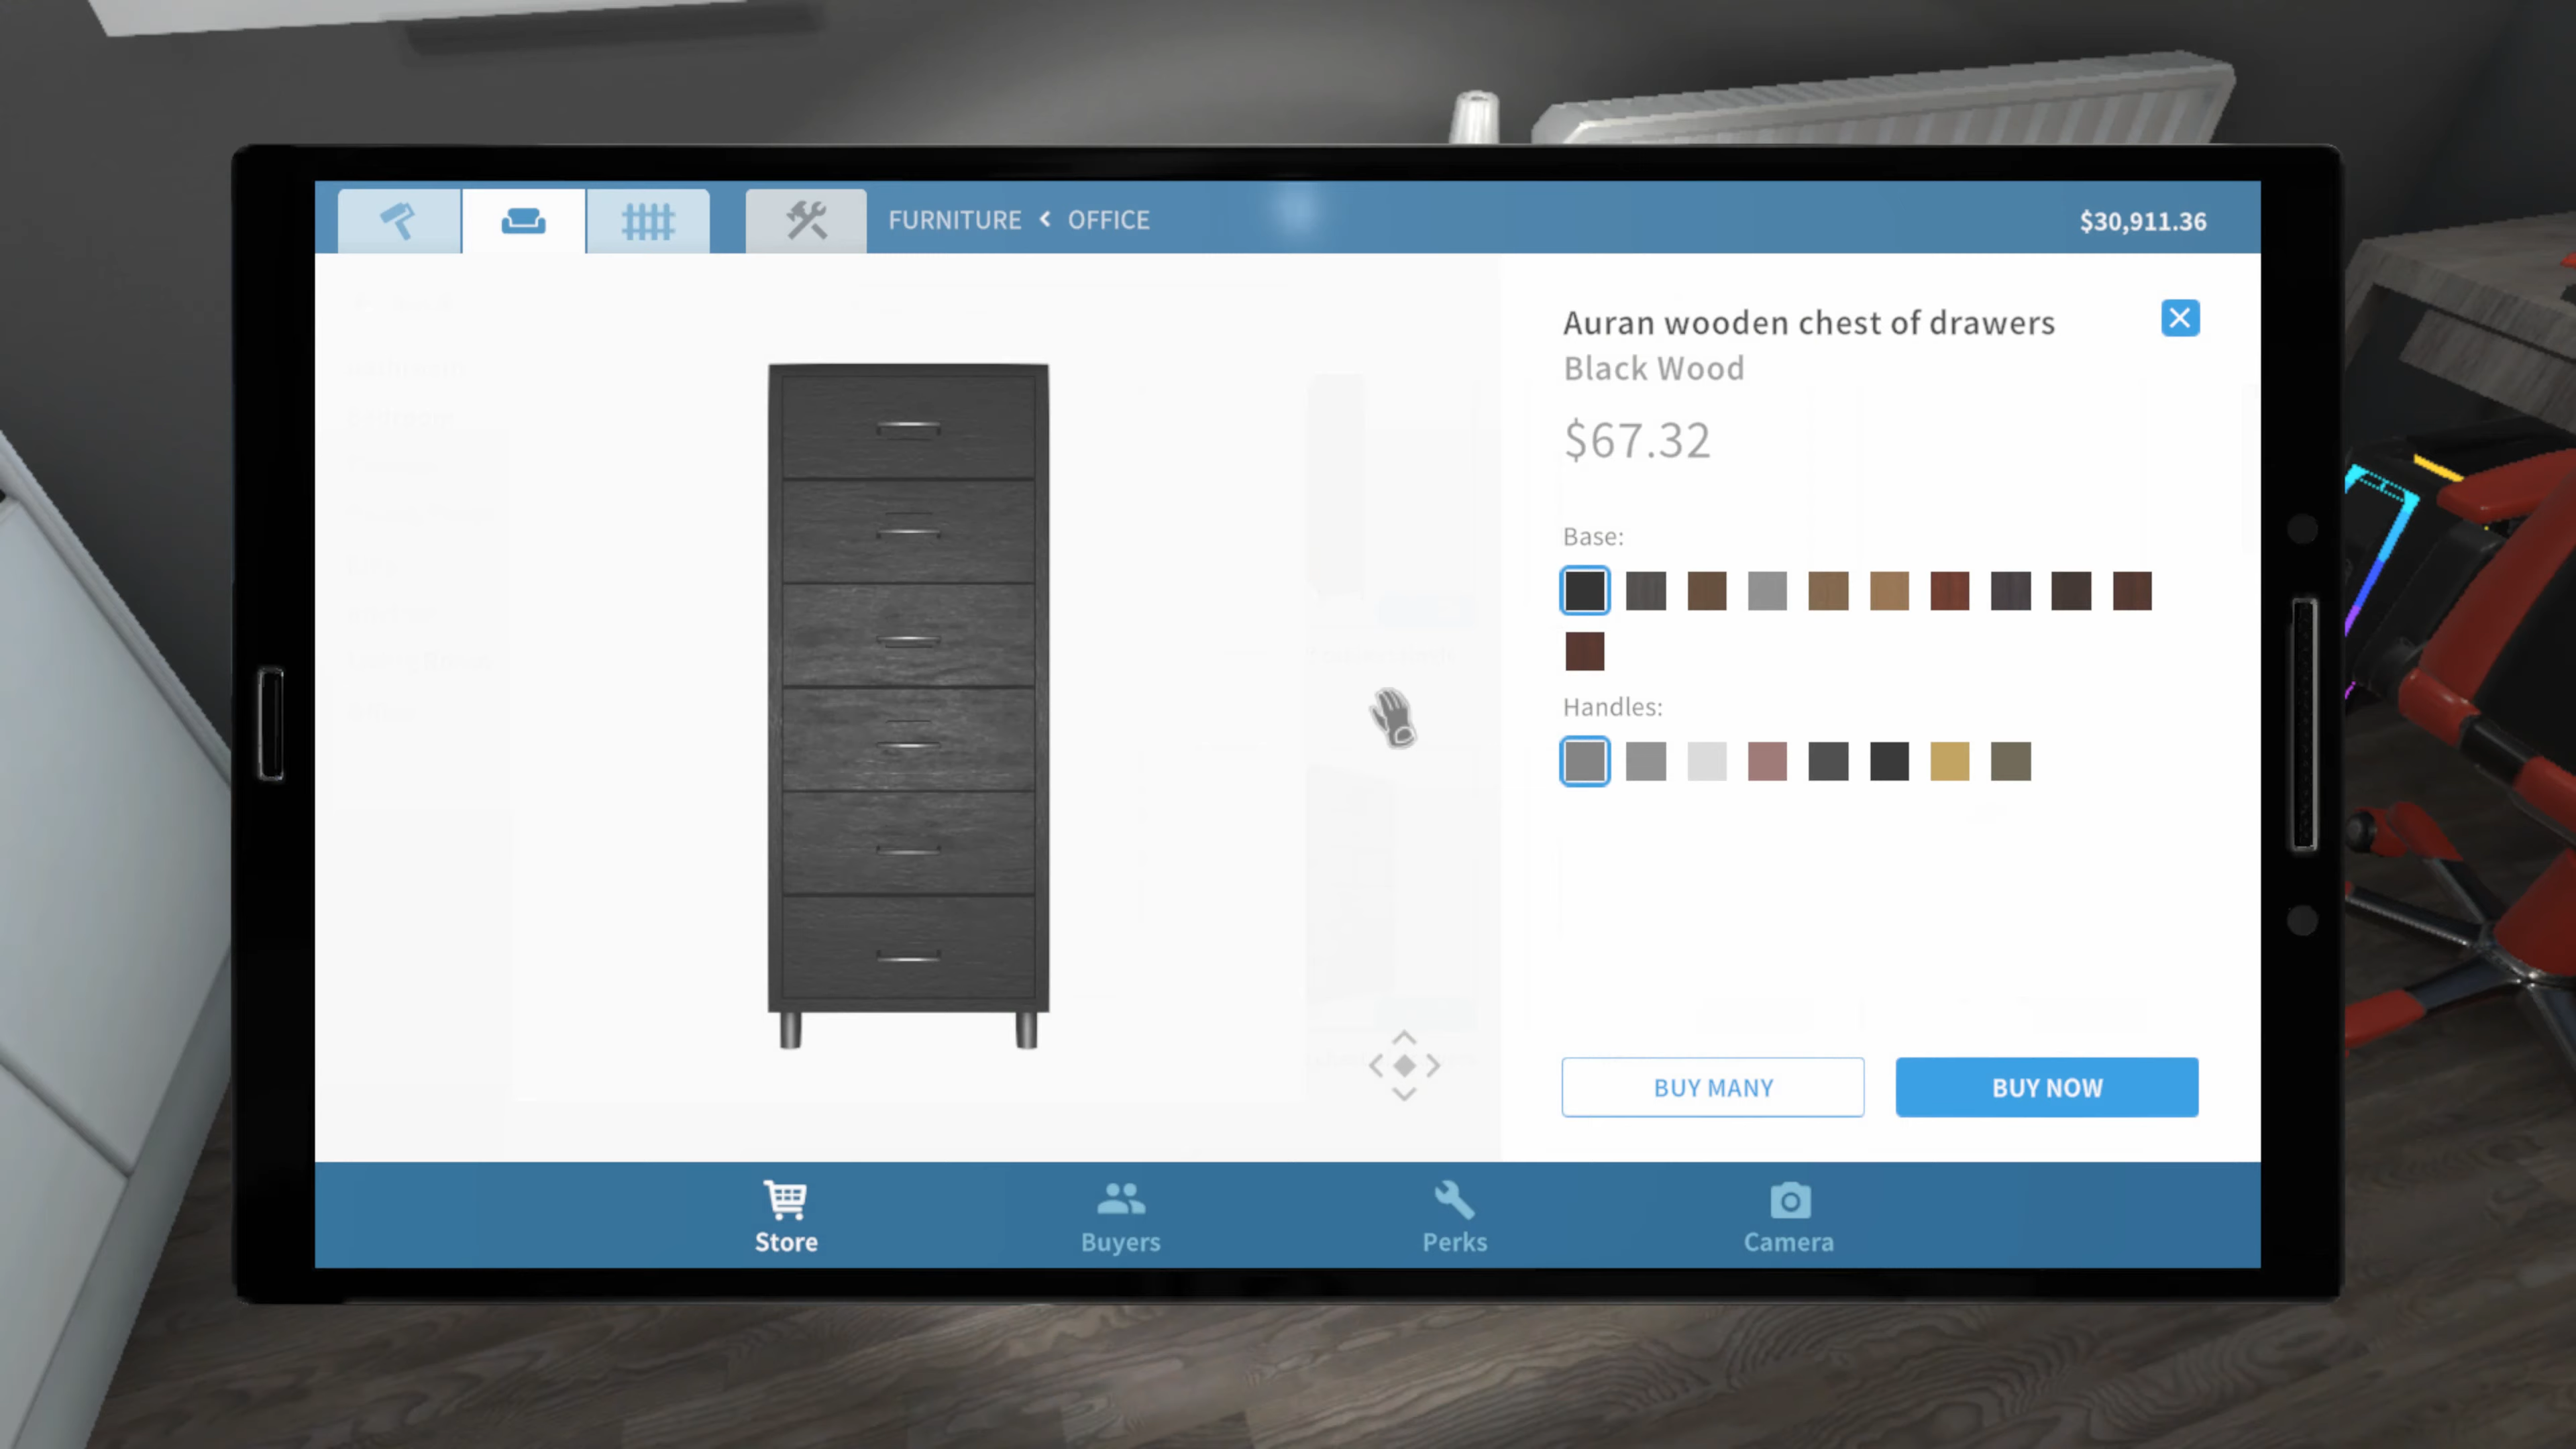 FURNITURE < OFFICE
$30,911.36
Auran wooden chest of drawers
Black Wood
$67.32
Base:
Handles:
BUY MANY
BUY NOW
Store
Buyers
Perks
Camera